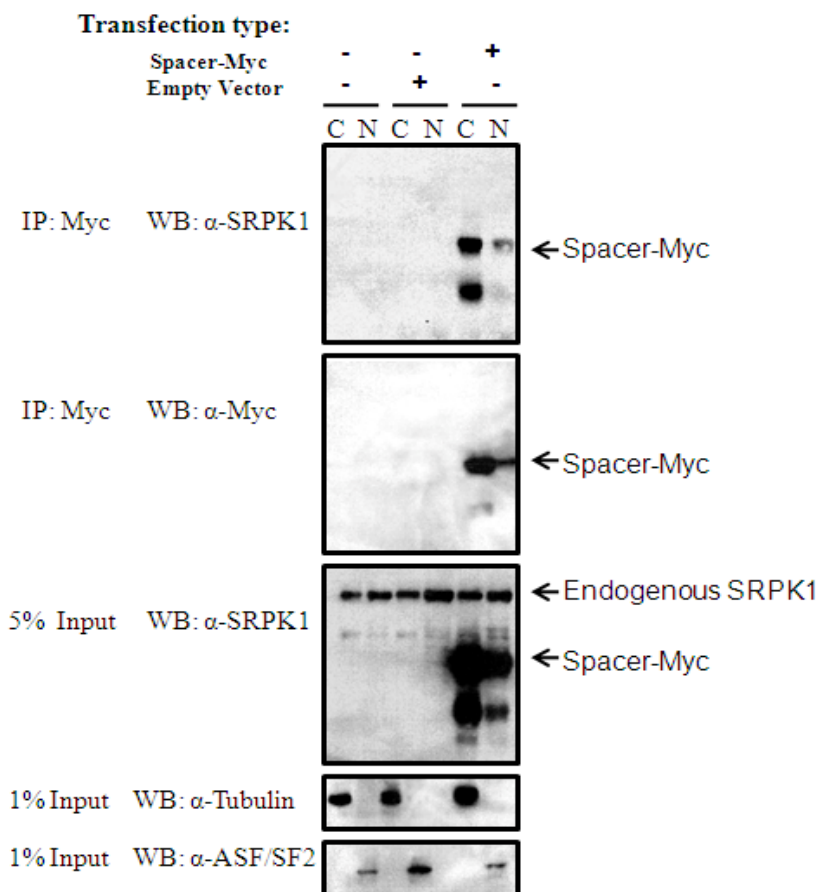 Transfection type:
Spacer-Myc - - +
Empty Vector - + -
C N C N C N
IP: Myc WB: α-SRPK1 Spacer-Myc
IP: Myc WB: α-Myc Spacer-Myc
Endogenous SRPK1
5% Input WB: α-SRPK1
Spacer-Myc
1% Input WB: α-Tubulin
1% Input WB: α-ASF/SF2